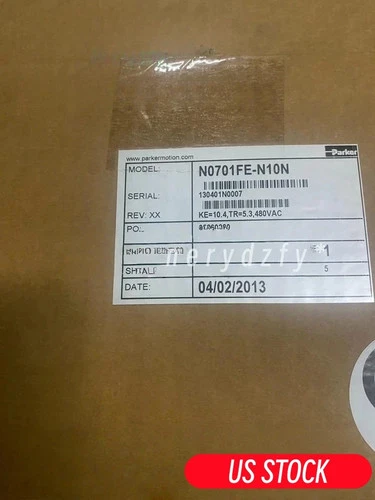 www.parkermotion.com
Parker
MODEL: N0701FE-N10N
SERIAL: 130401N0007
REV: XX KE=10.4,TR=5.3,480VAC
1
5
DATE: 04/02/2013
nerydzfy
US STOCK